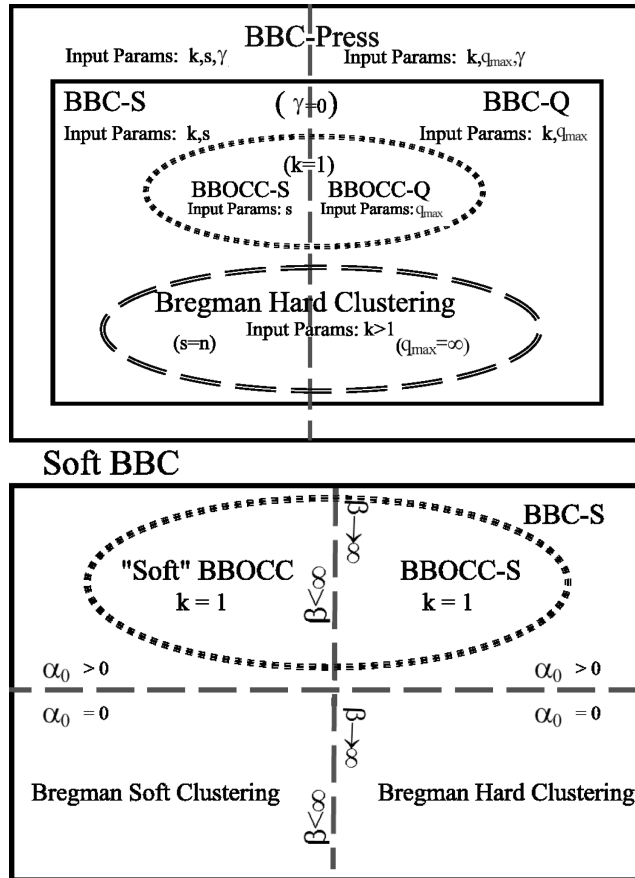 BBC-Press
Input Params: k,s,γ
Input Params: k,qmax,γ
BBC-S
(γ=0)
BBC-Q
Input Params: k,s
Input Params: k,qmax
(k=1)
BBOCC-S
BBOCC-Q
Input Params: s
Input Params: qmax
Bregman Hard Clustering
Input Params: k>1
(s=n)
(qmax=∞)
Soft BBC
BBC-S
β→∞
"Soft" BBOCC
BBOCC-S
k = 1
k = 1
β<∞
α0 > 0
α0 > 0
α0 = 0
α0 = 0
β→∞
Bregman Soft Clustering
Bregman Hard Clustering
β<∞